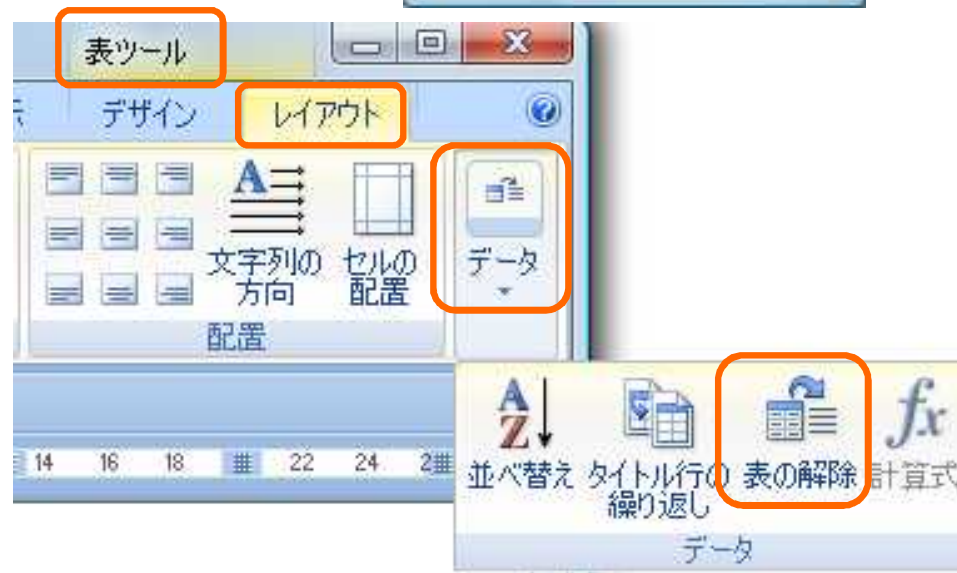 表ツール
デザイン レイアウト
文字列の方向
セルの配置
データ
配置
14 16 18 22 24
並べ替え
タイトル行の繰り返し
表の解除
計算式
データ